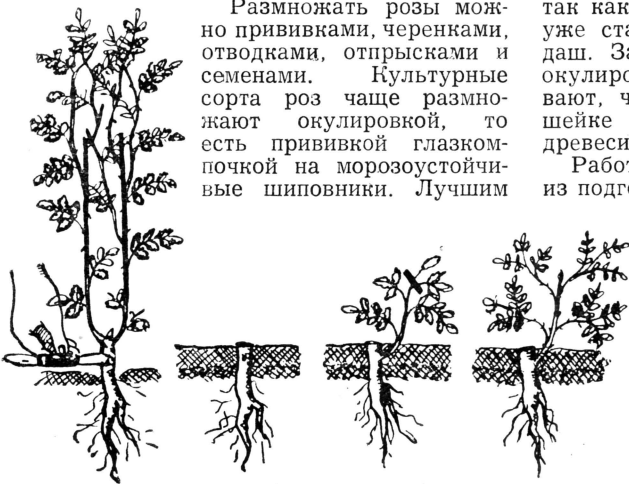 Размножать розы мож-
но прививками, черенками,
отводками, отпрысками и
семенами. Культурные
сорта роз чаще размно-
жают окулировкой, то
есть прививкой глазком-
почкой на морозоустойчи-
вые шиповники. Лучшим
так как
уже ста
даш. За
окулиро
вают, ч
шейке
древеси
Работ
из подго